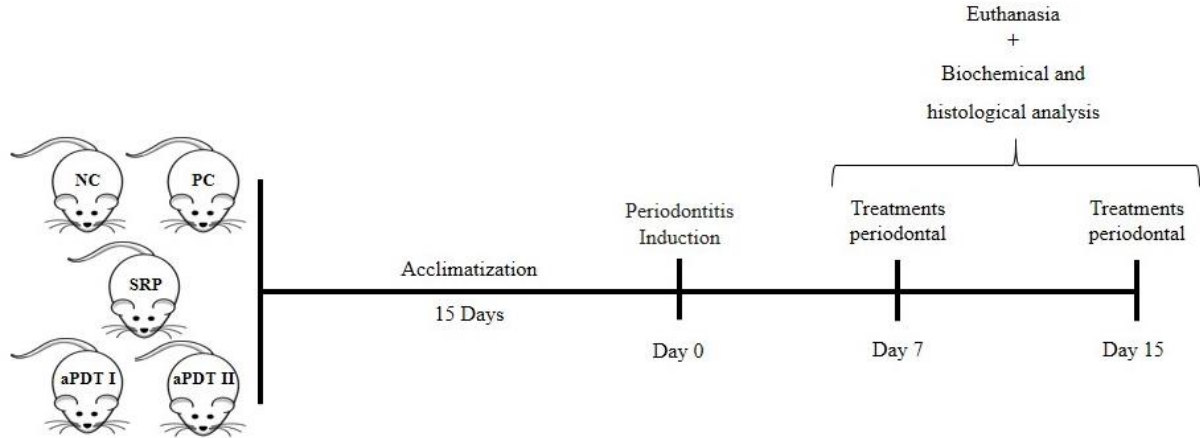 Euthanasia
+
Biochemical and
histological analysis
NC
PC
SRP
aPDT I
aPDT II
Acclimatization
15 Days
Periodontitis
Induction
Day 0
Treatments
periodontal
Day 7
Treatments
periodontal
Day 15